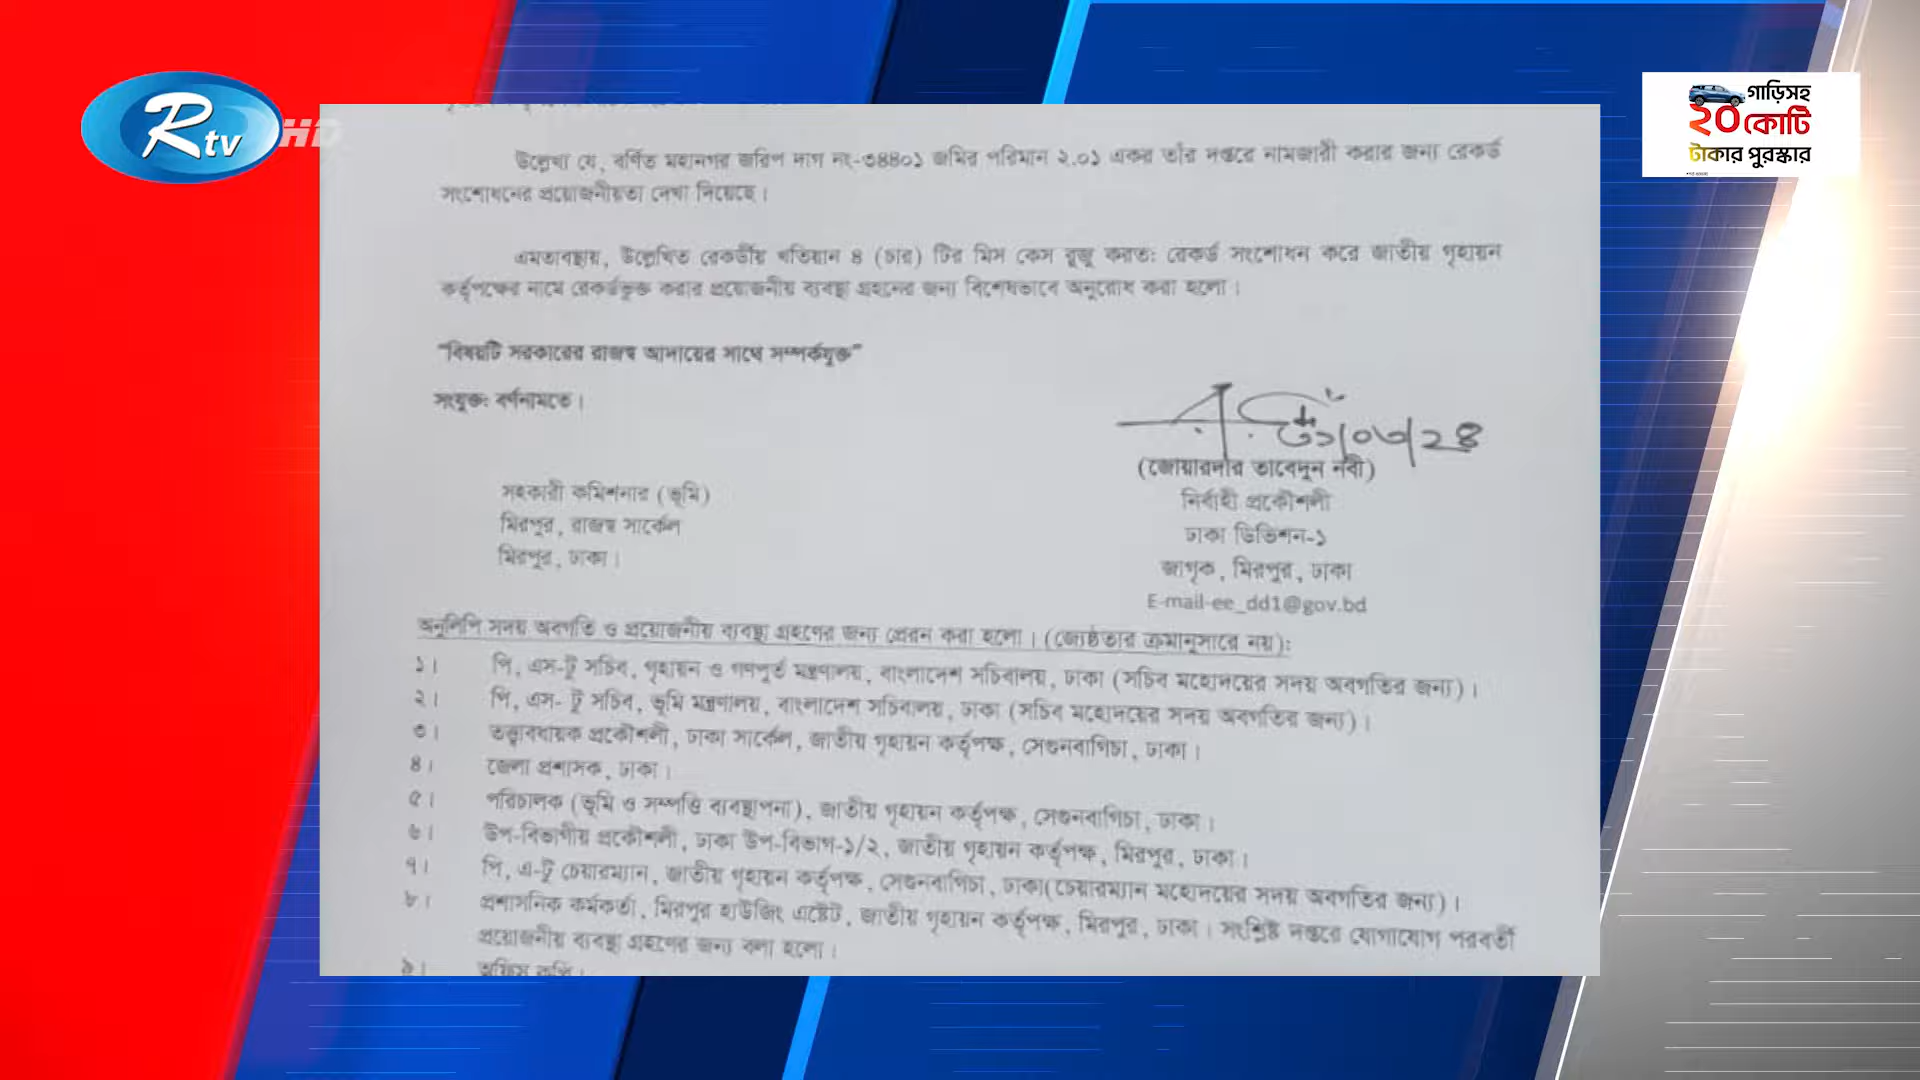 Rtv
HD
গাড়িসহ
২০ কোটি
টাকার পুরস্কার
উল্লেখ্য যে, বর্ণিত মহানগর জরিপ দাগ নং-৩৪৪০১ জমির পরিমান ২.০১ একর তাঁর দপ্তরে নামজারী করার জন্য রেকর্ড
সংশোধনের প্রয়োজনীয়তা দেখা দিয়েছে।
এমতাবস্থায়, উল্লেখিত রেকর্ডীয় খতিয়ান ৪ (চার) টির মিস কেস রুজু করত: রেকর্ড সংশোধন করে জাতীয় গৃহায়ন
কর্তৃপক্ষের নামে রেকর্ডভুক্ত করার প্রয়োজনীয় ব্যবস্থা গ্রহনের জন্য বিশেষভাবে অনুরোধ করা হলো।
"বিষয়টি সরকারের রাজস্ব আদায়ের সাথে সম্পর্কযুক্ত"
সংযুক্ত: বর্ণনামতে।
৩১/০৩/২৪
(জোয়ারদার তাবেদুন নবী)
নির্বাহী প্রকৌশলী
ঢাকা ডিভিশন-১
জাগৃক, মিরপুর, ঢাকা
E-mail-ee_dd1@gov.bd
সহকারী কমিশনার (ভূমি)
মিরপুর, রাজস্ব সার্কেল
মিরপুর, ঢাকা।
অনুলিপি সদয় অবগতি ও প্রয়োজনীয় ব্যবস্থা গ্রহণের জন্য প্রেরন করা হলো। (জ্যেষ্ঠতার ক্রমানুসারে নয়):
১। পি, এস-টু সচিব, গৃহায়ন ও গণপূর্ত মন্ত্রণালয়, বাংলাদেশ সচিবালয়, ঢাকা (সচিব মহোদয়ের সদয় অবগতির জন্য)।
২। পি, এস- টু সচিব, ভূমি মন্ত্রণালয়, বাংলাদেশ সচিবালয়, ঢাকা (সচিব মহোদয়ের সদয় অবগতির জন্য)।
৩। তত্ত্বাবধায়ক প্রকৌশলী, ঢাকা সার্কেল, জাতীয় গৃহায়ন কর্তৃপক্ষ, সেগুনবাগিচা, ঢাকা।
৪। জেলা প্রশাসক, ঢাকা।
৫। পরিচালক (ভূমি ও সম্পত্তি ব্যবস্থাপনা), জাতীয় গৃহায়ন কর্তৃপক্ষ, সেগুনবাগিচা, ঢাকা।
৬। উপ-বিভাগীয় প্রকৌশলী, ঢাকা উপ-বিভাগ-১/২, জাতীয় গৃহায়ন কর্তৃপক্ষ, মিরপুর, ঢাকা।
৭। পি, এ-টু চেয়ারম্যান, জাতীয় গৃহায়ন কর্তৃপক্ষ, সেগুনবাগিচা, ঢাকা(চেয়ারম্যান মহোদয়ের সদয় অবগতির জন্য)।
৮। প্রশাসনিক কর্মকর্তা, মিরপুর হাউজিং এষ্টেট, জাতীয় গৃহায়ন কর্তৃপক্ষ, মিরপুর, ঢাকা। সংশ্লিষ্ট দপ্তরে যোগাযোগ পরবর্তী
প্রয়োজনীয় ব্যবস্থা গ্রহণের জন্য বলা হলো।
৯। অফিস কপি।